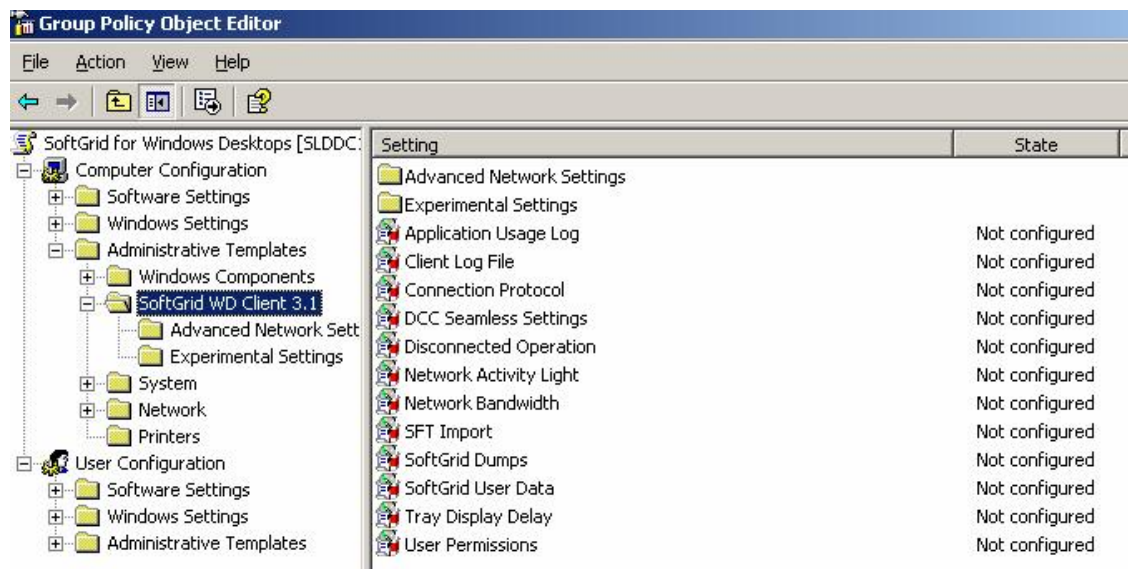 Group Policy Object Editor
File Action View Help
SoftGrid for Windows Desktops [SLDDC:
Computer Configuration
Software Settings
Windows Settings
Administrative Templates
Windows Components
SoftGrid WD Client 3.1
Advanced Network Sett
Experimental Settings
System
Network
Printers
User Configuration
Software Settings
Windows Settings
Administrative Templates
Setting State
Advanced Network Settings
Experimental Settings
Application Usage Log Not configured
Client Log File Not configured
Connection Protocol Not configured
DCC Seamless Settings Not configured
Disconnected Operation Not configured
Network Activity Light Not configured
Network Bandwidth Not configured
SFT Import Not configured
SoftGrid Dumps Not configured
SoftGrid User Data Not configured
Tray Display Delay Not configured
User Permissions Not configured